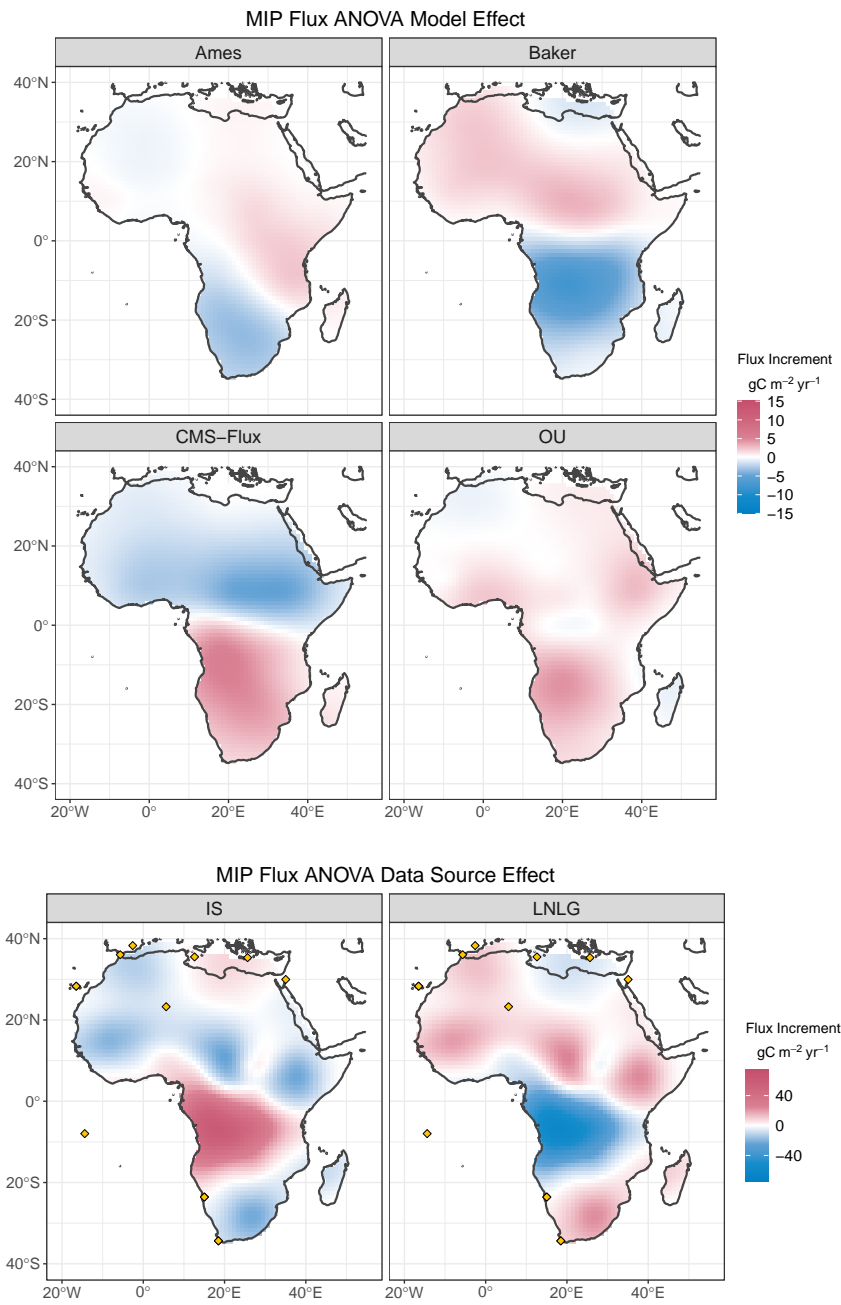 MIP Flux ANOVA Model Effect
Ames
Baker
40°N
20°N
0°
20°S
40°S
CMS−Flux
OU
40°N
20°N
0°
20°S
40°S
20°W 0° 20°E 40°E
20°W 0° 20°E 40°E
Flux Increment
gC m⁻² yr⁻¹
15
10
5
0
−5
−10
−15
MIP Flux ANOVA Data Source Effect
IS
LNLG
40°N
20°N
0°
20°S
40°S
20°W 0° 20°E 40°E
20°W 0° 20°E 40°E
Flux Increment
gC m⁻² yr⁻¹
40
0
−40